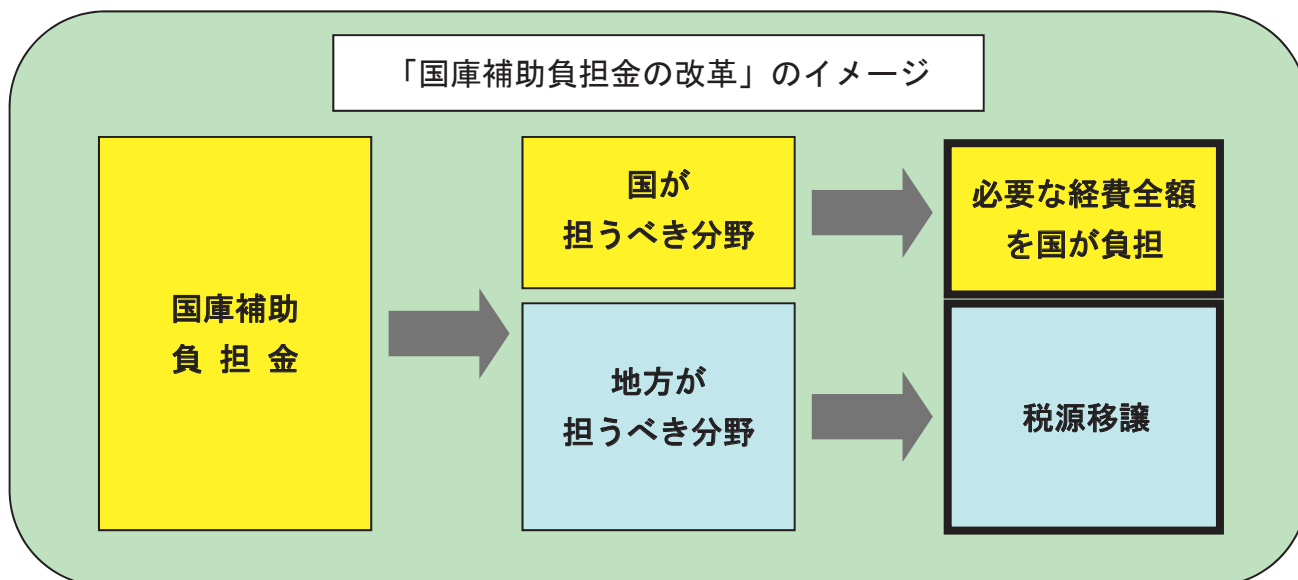 「国庫補助負担金の改革」のイメージ
国庫補助
負担金
国が
担うべき分野
地方が
担うべき分野
必要な経費全額
を国が負担
税源移譲